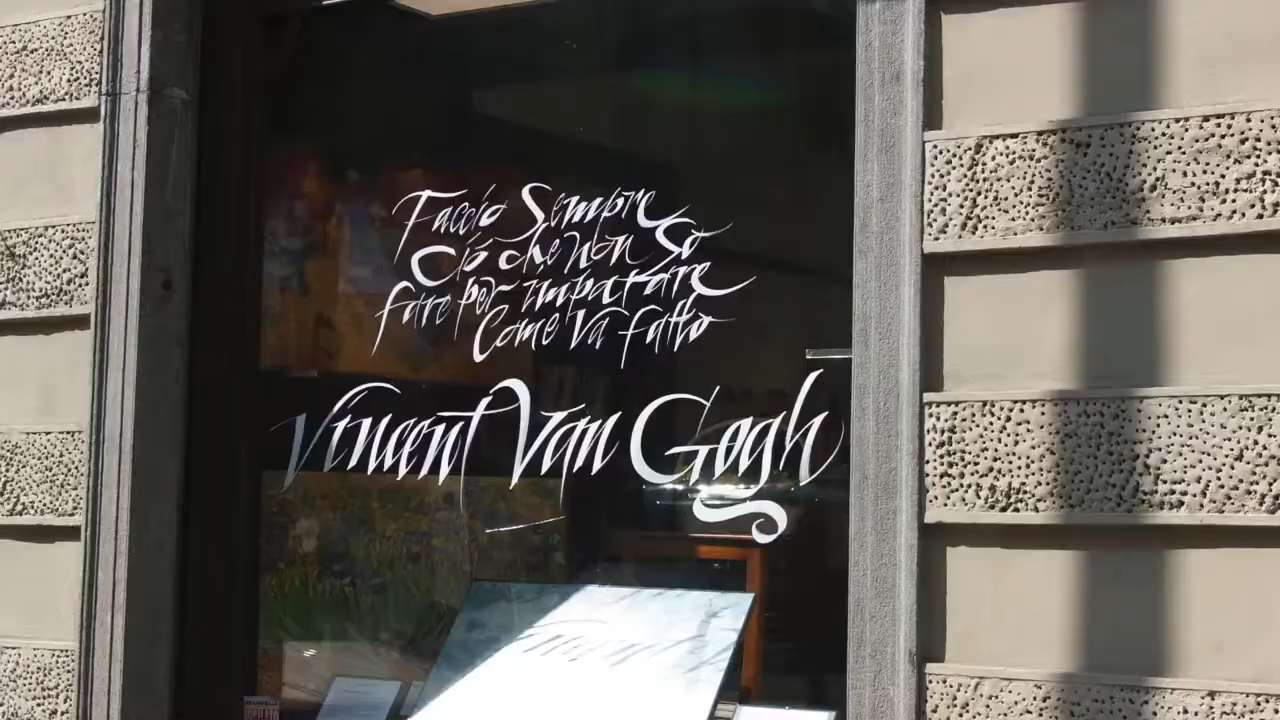 Faccio Sempre
Ciò che non So
fare per imparare
Come va fatto
Vincent Van Gogh